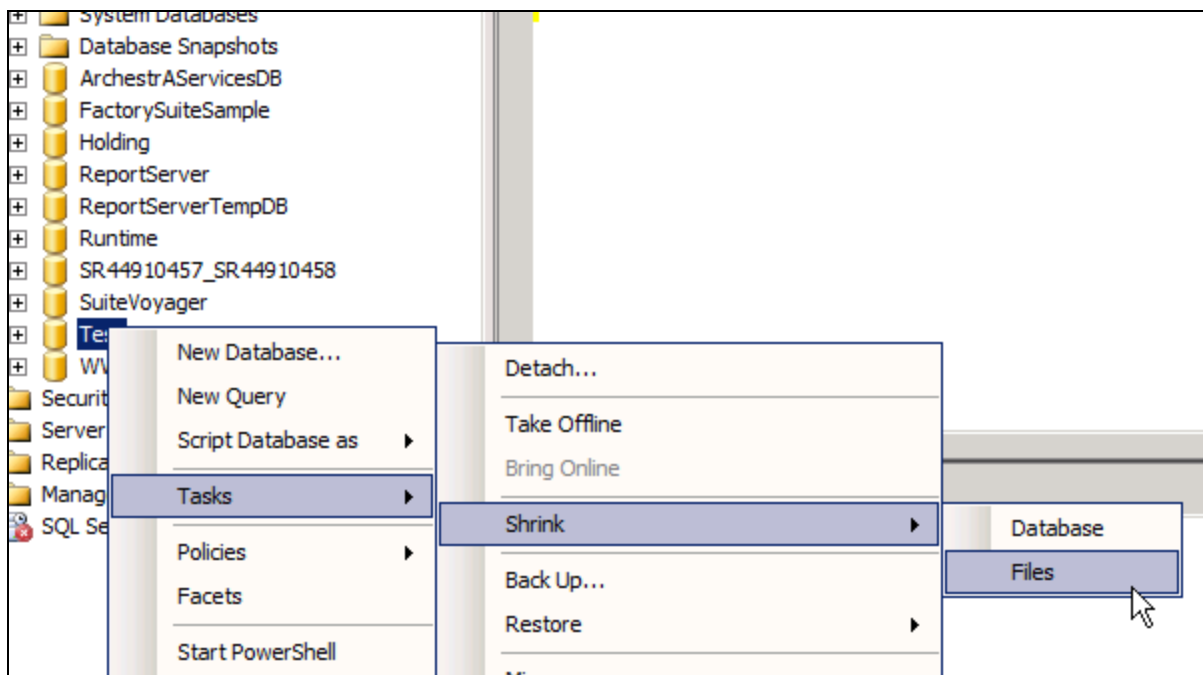 System Databases
Database Snapshots
ArchestrAServicesDB
FactorySuiteSample
Holding
ReportServer
ReportServerTempDB
Runtime
SR44910457_SR44910458
SuiteVoyager
Te
WW
Securit
Server
Replica
Manag
SQL Se
New Database...
New Query
Script Database as
Tasks
Policies
Facets
Start PowerShell
Detach...
Take Offline
Bring Online
Shrink
Back Up...
Restore
Database
Files